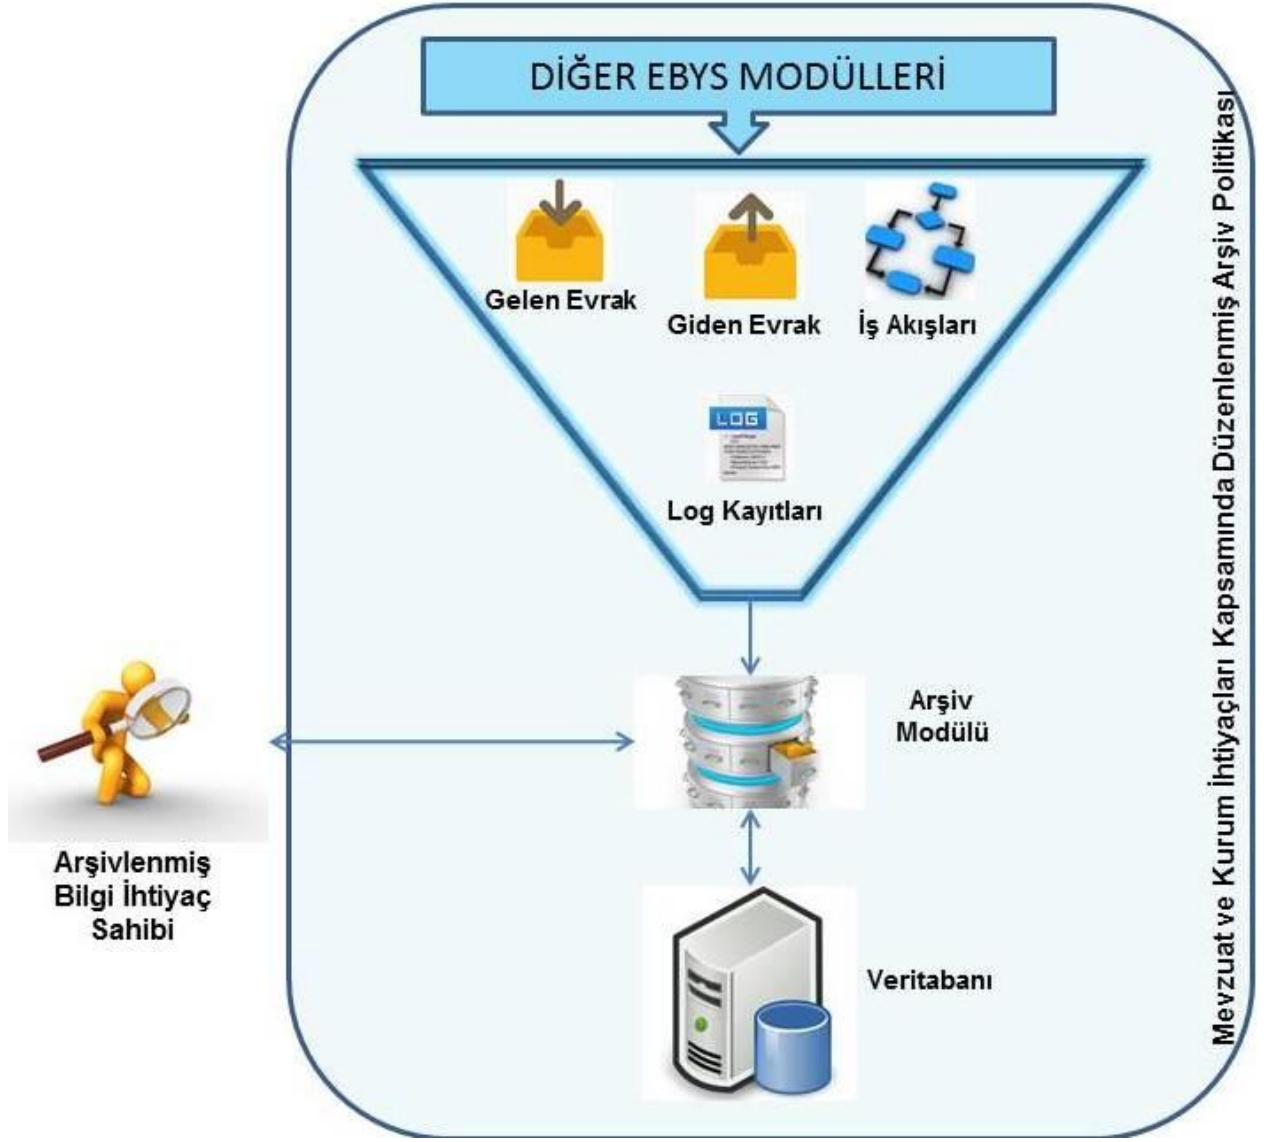 DİĞER EBYS MODÜLLERİ
Gelen Evrak
Giden Evrak
İş Akışları
LOG
Log Kayıtları
Arşiv
Modülü
Arşivlenmiş
Bilgi İhtiyaç
Sahibi
Veritabanı
Mevzuat ve Kurum İhtiyaçları Kapsamında Düzenlenmiş Arşiv Politikası